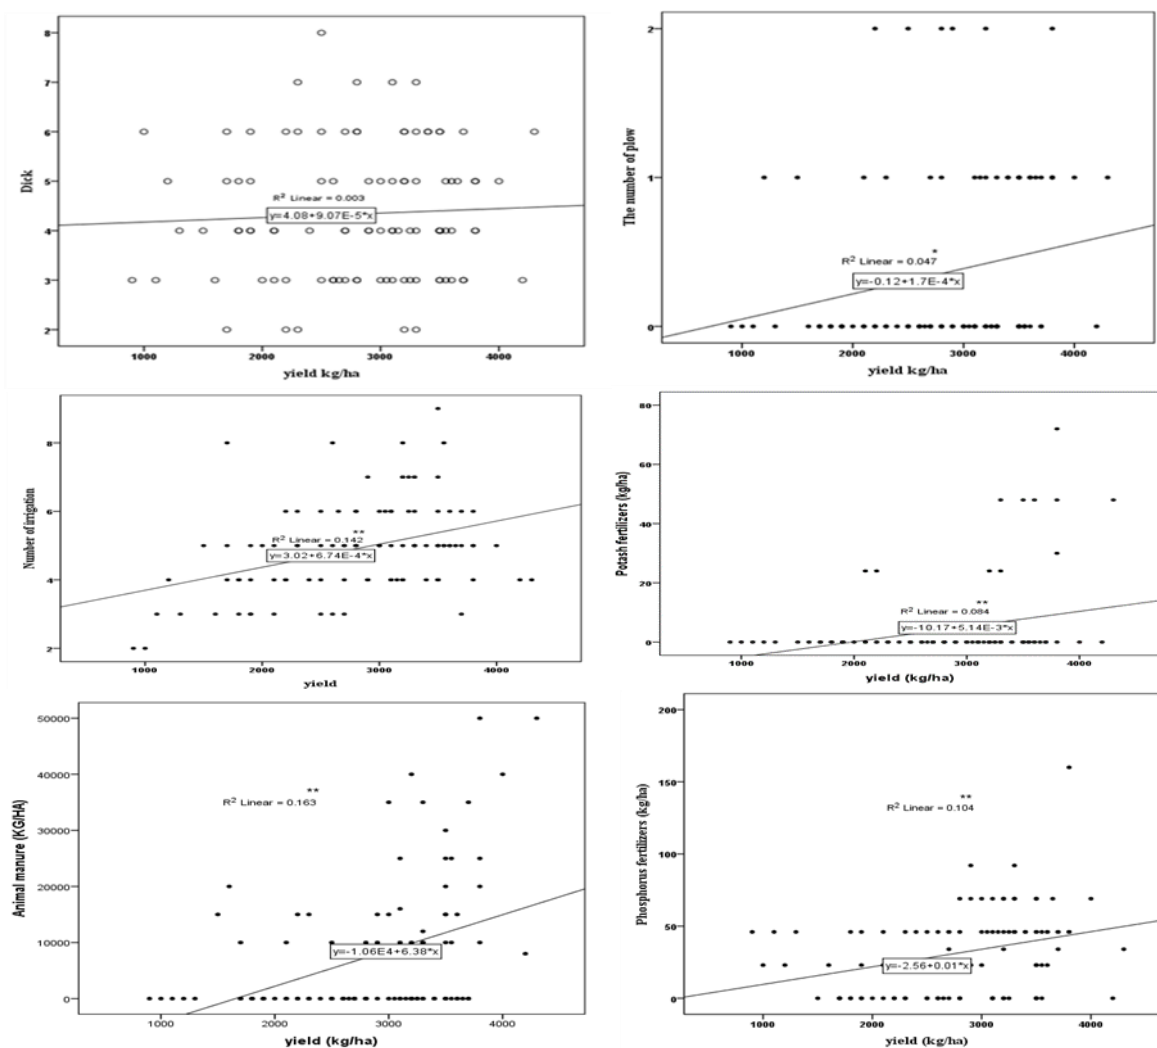 8
7
6
5
4
3
2
Dick
R² Linear = 0.003
y=4.08+9.07E-5*x
1000 2000 3000 4000
yield kg/ha
2
1
0
The number of plow
*
R² Linear = 0.047
y=-0.12+1.7E-4*x
1000 2000 3000 4000
yield kg/ha
8
6
4
2
Number of irrigation
**
R² Linear = 0.142
y=3.02+6.74E-4*x
1000 2000 3000 4000
yield
80
60
40
20
0
Potash fertilizers (kg/ha)
**
R² Linear = 0.084
y=-10.17+5.14E-3*x
1000 2000 3000 4000
yield (kg/ha)
50000
40000
30000
20000
10000
0
Animal manure (KG/HA)
**
R² Linear = 0.163
y=-1.06E4+6.38*x
1000 2000 3000 4000
yield (kg/ha)
200
150
100
50
0
Phosphorus fertilizers (kg/ha)
**
R² Linear = 0.104
y=-2.56+0.01*x
1000 2000 3000 4000
yield (kg/ha)